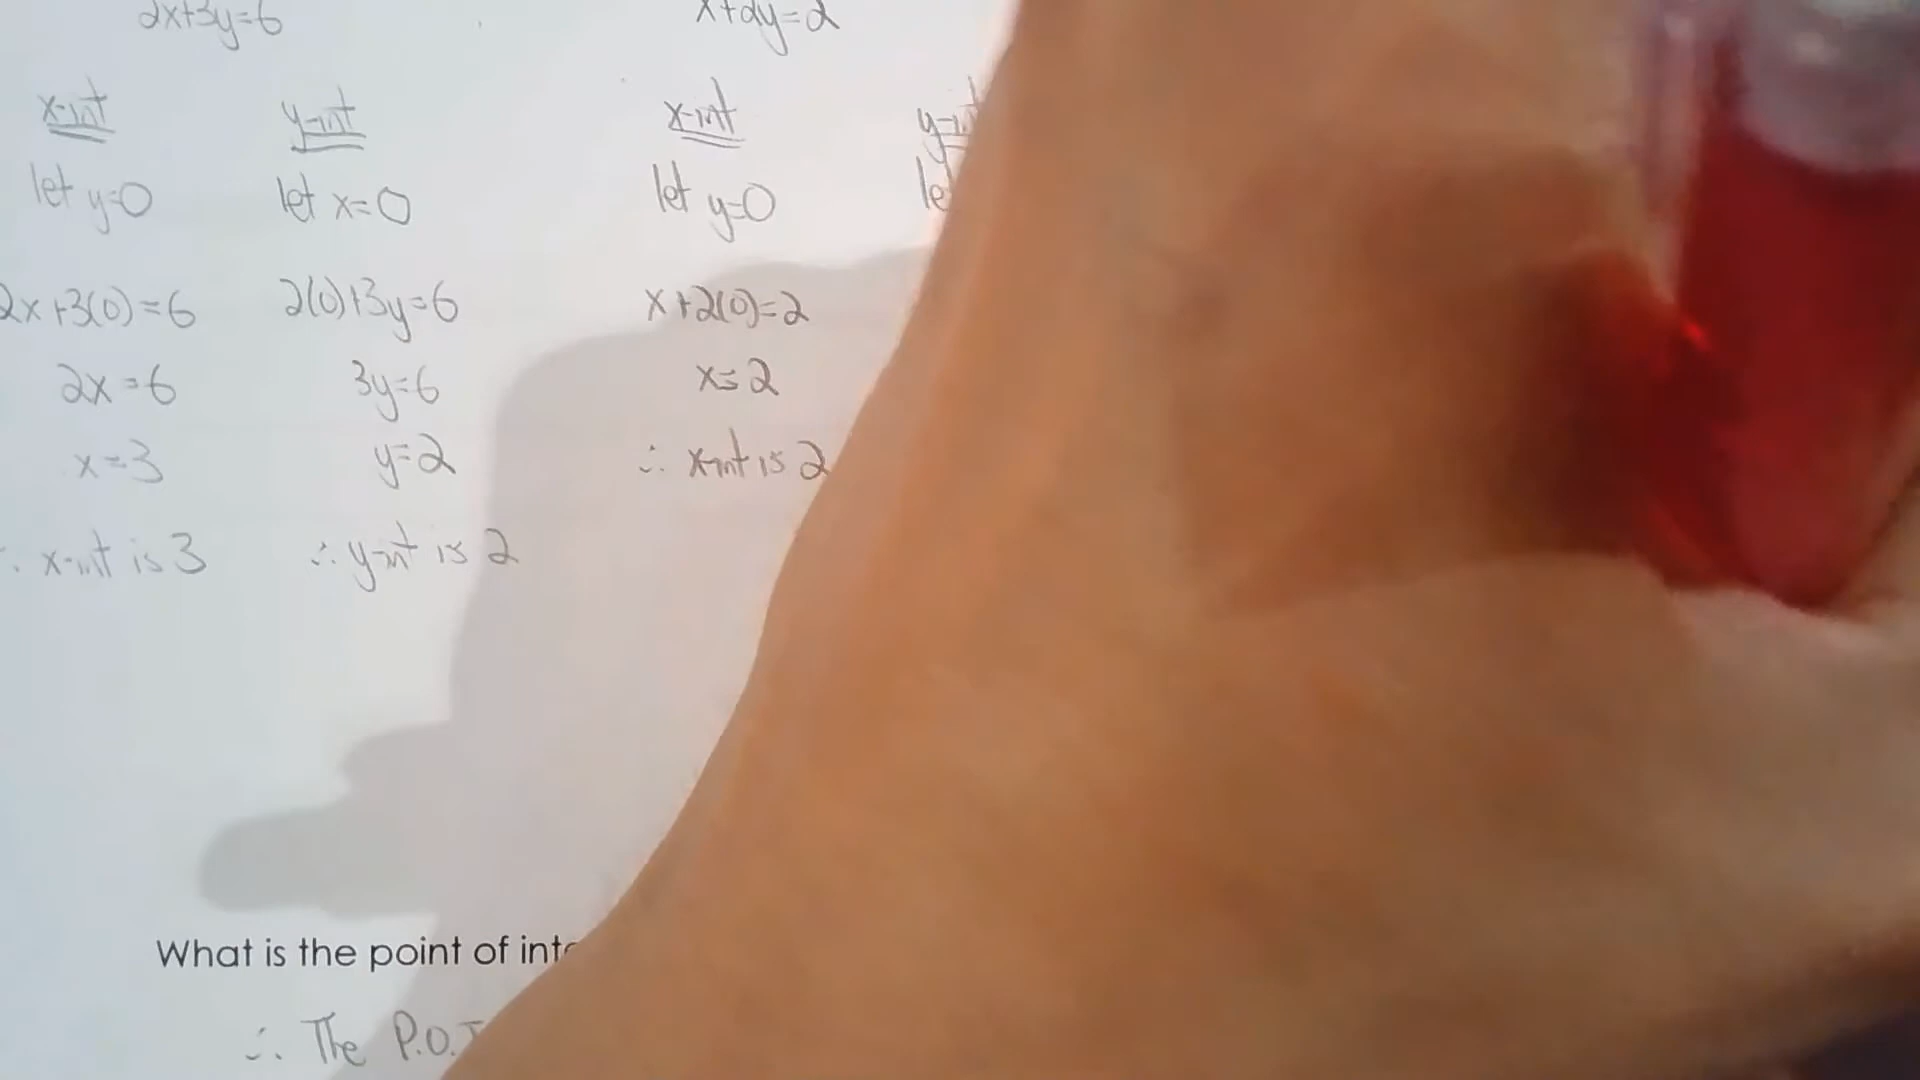 2x+3y=6
x-int
let y=0
2x+3(0)=6
2x=6
x=3
∴ x-int is 3
y-int
let x=0
2(0)+3y=6
3y=6
y=2
∴ y-int is 2
x+2y=2
x-int
let y=0
x+2(0)=2
x=2
∴ x-int is 2
What is the point of
∴ The P.O.